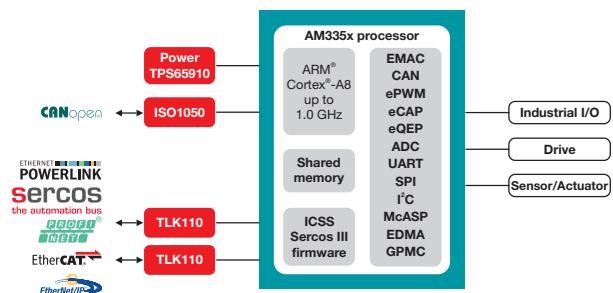 AM335x processor
Power
TPS65910
ISO1050
CANopen
ARM®
Cortex®-A8
up to
1.0 GHz
Shared
memory
ICSS
Sercos III
firmware
EMAC
CAN
ePWM
eCAP
eQEP
ADC
UART
SPI
I²C
McASP
EDMA
GPMC
Industrial I/O
Drive
Sensor/Actuator
ETHERNET
POWERLINK
sercos
the automation bus
PROFI®
NET
TLK110
EtherCAT®
TLK110
EtherNet/IP